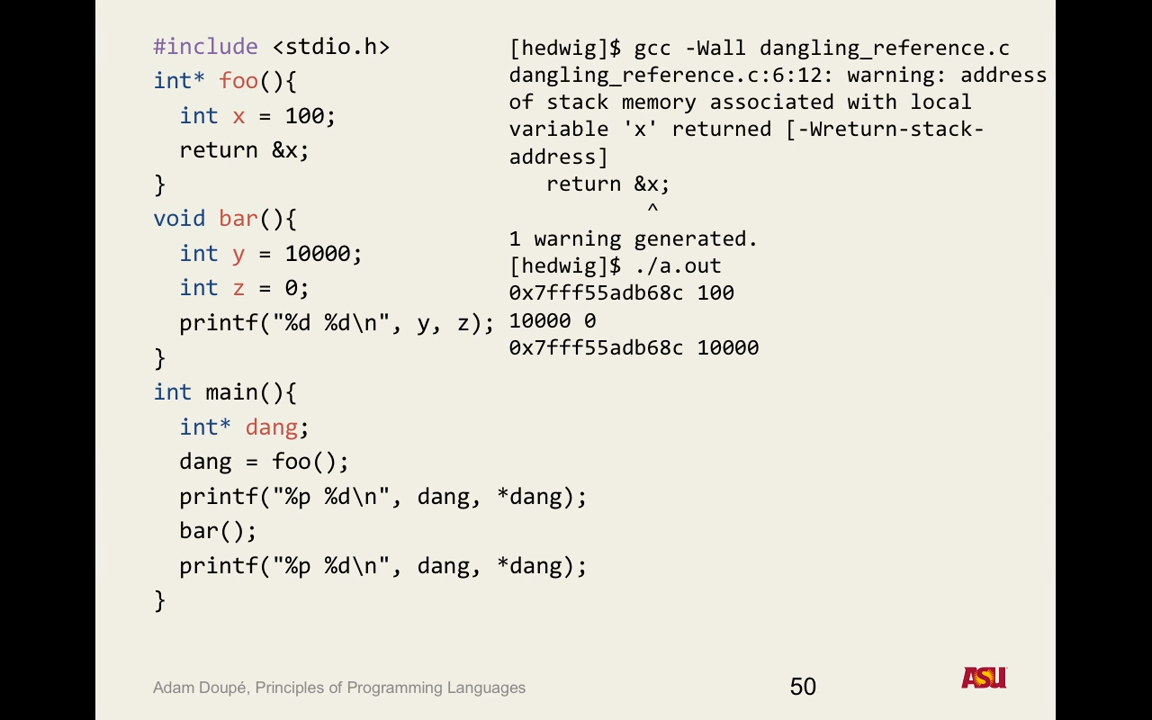 #include <stdio.h>
int* foo(){
  int x = 100;
  return &x;
}
void bar(){
  int y = 10000;
  int z = 0;
  printf("%d %d\n", y, z);
}
int main(){
  int* dang;
  dang = foo();
  printf("%p %d\n", dang, *dang);
  bar();
  printf("%p %d\n", dang, *dang);
}
[hedwig]$ gcc -Wall dangling_reference.c
dangling_reference.c:6:12: warning: address
of stack memory associated with local
variable 'x' returned [-Wreturn-stack-
address]
   return &x;
           ^
1 warning generated.
[hedwig]$ ./a.out
0x7fff55adb68c 100
10000 0
0x7fff55adb68c 10000
Adam Doupé, Principles of Programming Languages
50
ASU